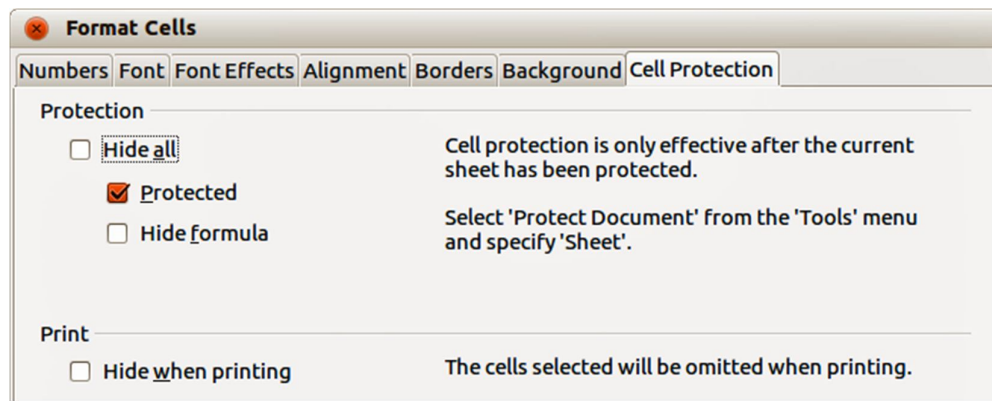 Format Cells
Numbers Font Font Effects Alignment Borders Background Cell Protection
Protection
Hide all
Cell protection is only effective after the current
sheet has been protected.
Protected
Select 'Protect Document' from the 'Tools' menu
and specify 'Sheet'.
Hide formula
Print
Hide when printing
The cells selected will be omitted when printing.